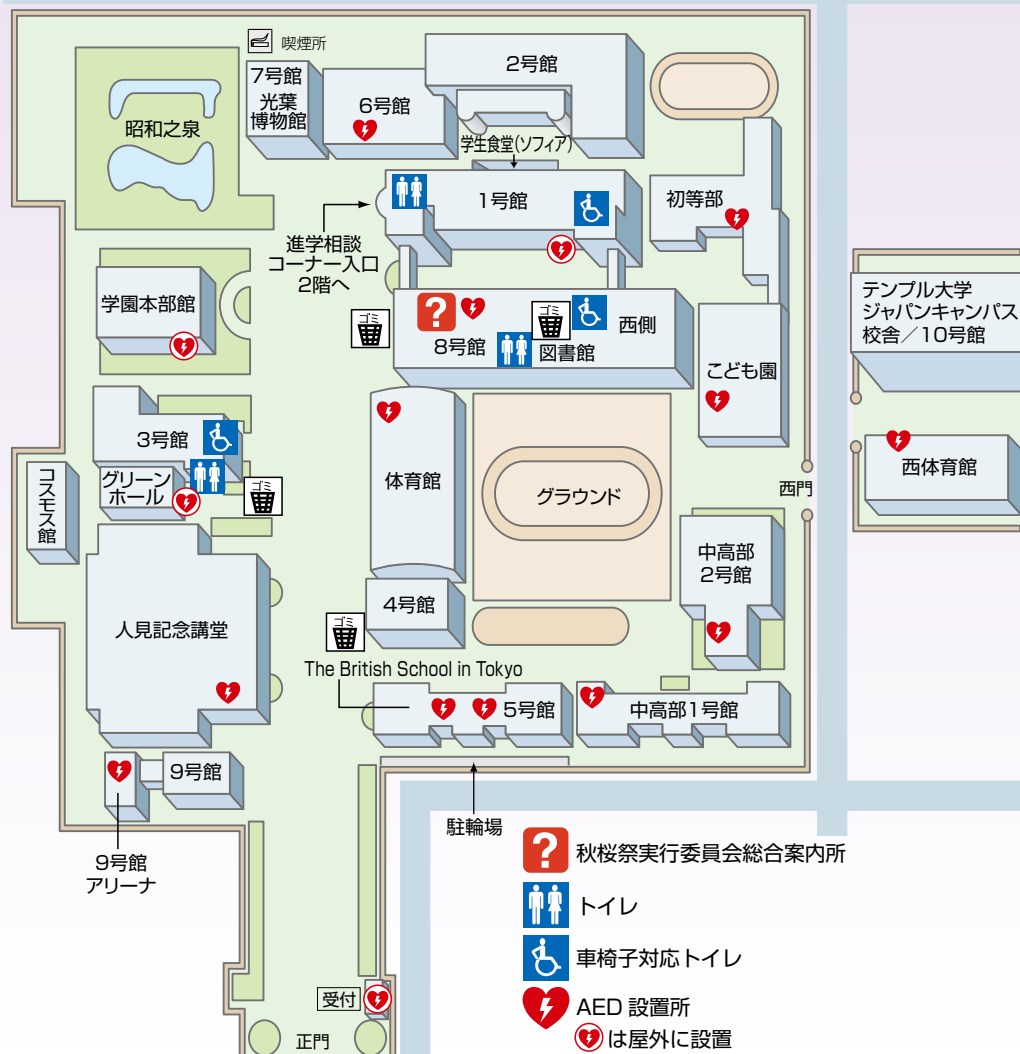 喫煙所
7号館
光葉
博物館
6号館
2号館
昭和之泉
学生食堂(ソフィア)
1号館
初等部
進学相談
コーナー入口
2階へ
学園本部館
ゴミ
?
8号館
ゴミ
図書館
西側
こども園
テンプル大学
ジャパンキャンパス
校舎／10号館
3号館
グリーン
ホール
ゴミ
コスモス館
体育館
グラウンド
西門
西体育館
中高部
2号館
4号館
ゴミ
人見記念講堂
The British School in Tokyo
5号館
中高部1号館
9号館
駐輪場
9号館
アリーナ
? 秋桜祭実行委員会総合案内所
トイレ
車椅子対応トイレ
AED 設置所
は屋外に設置
受付
正門